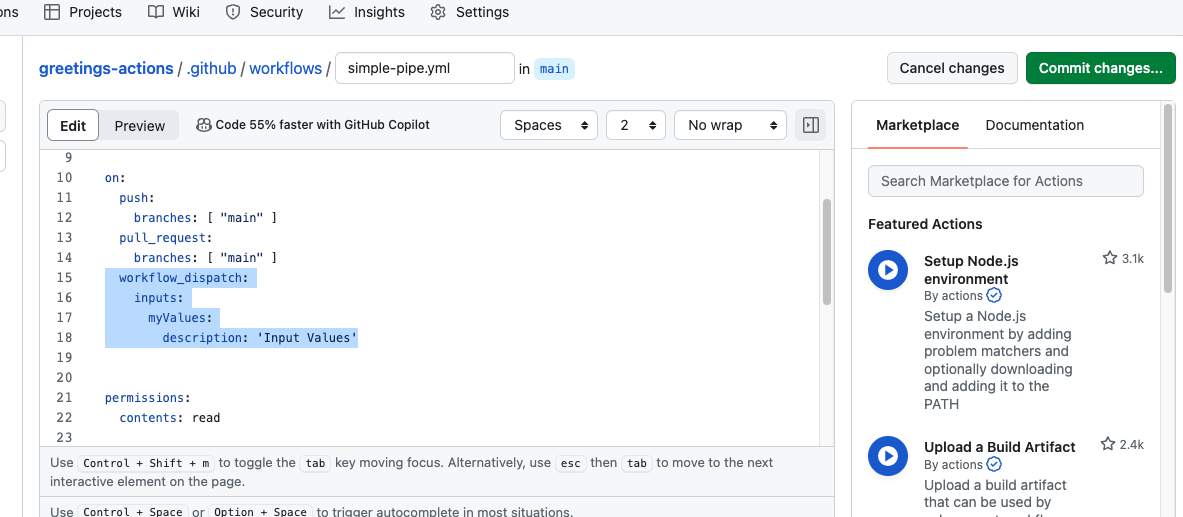 ons Projects Wiki Security Insights Settings
greetings-actions / .github / workflows / simple-pipe.yml in main Cancel changes Commit changes...
Edit Preview Code 55% faster with GitHub Copilot Spaces 2 No wrap
9
10 on:
11 push:
12 branches: [ "main" ]
13 pull_request:
14 branches: [ "main" ]
15 workflow_dispatch:
16 inputs:
17 myValues:
18 description: 'Input Values'
19
20
21 permissions:
22 contents: read
23
Use Control + Shift + m to toggle the tab key moving focus. Alternatively, use esc then tab to move to the next
interactive element on the page.
Use Control + Space or Option + Space to trigger autocomplete in most situations.
Marketplace Documentation
Search Marketplace for Actions
Featured Actions
Setup Node.js
environment
3.1k
By actions
Setup a Node.js
environment by adding
problem matchers and
optionally downloading
and adding it to the
PATH
Upload a Build Artifact 2.4k
By actions
Upload a build artifact
that can be used by